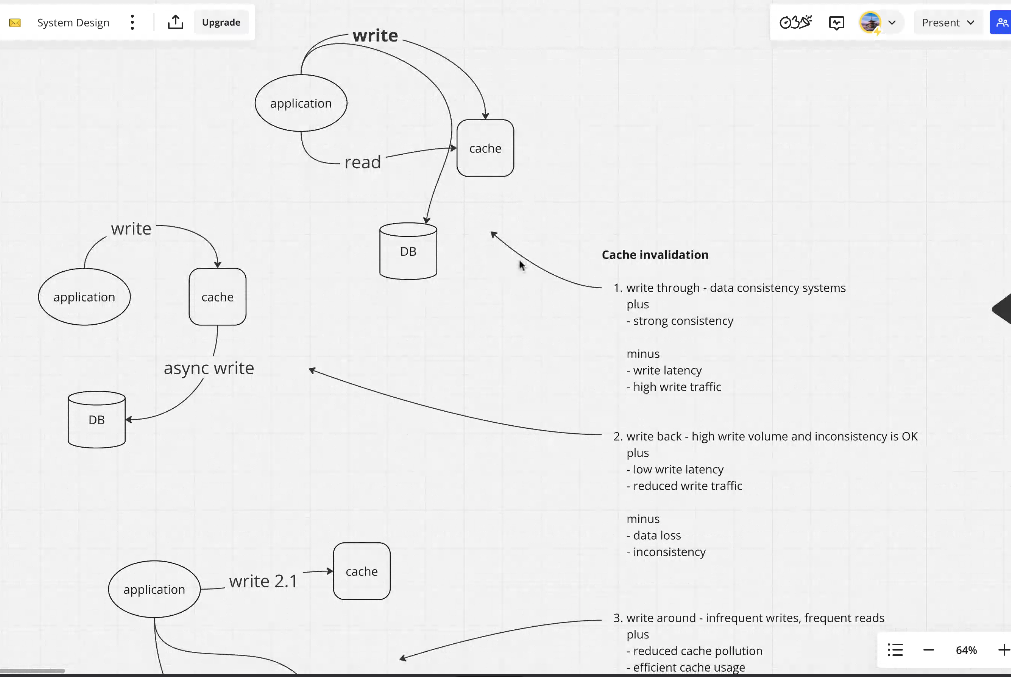 System Design
Upgrade
Present
write
application
cache
read
DB
write
application
cache
async write
DB
Cache invalidation
1. write through - data consistency systems
plus
- strong consistency
minus
- write latency
- high write traffic
2. write back - high write volume and inconsistency is OK
plus
- low write latency
- reduced write traffic
minus
- data loss
- inconsistency
application
write 2.1
cache
3. write around - infrequent writes, frequent reads
plus
- reduced cache pollution
- efficient cache usage
64%